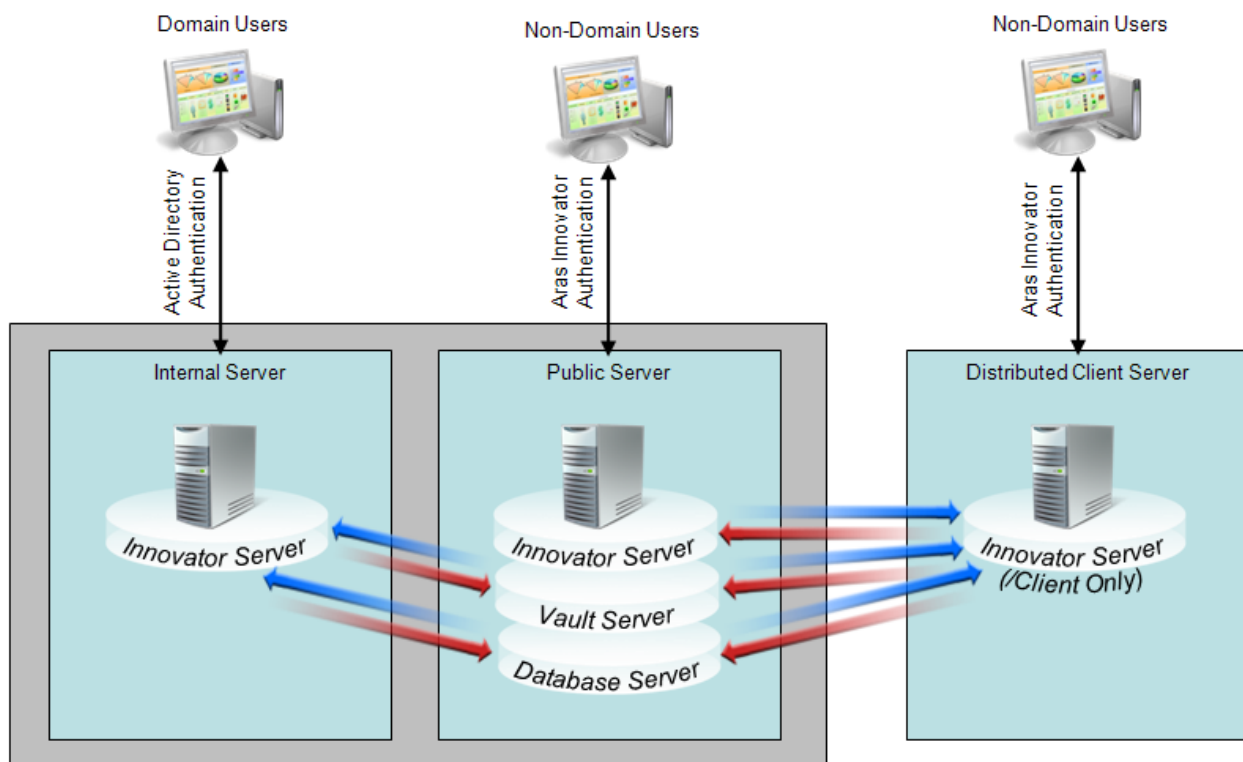 Domain Users
Non-Domain Users
Non-Domain Users
Active Directory
Authentication
Aras Innovator
Authentication
Aras Innovator
Authentication
Internal Server
Public Server
Distributed Client Server
Innovator Server
Innovator Server
Vault Server
Database Server
Innovator Server
(/Client Only)